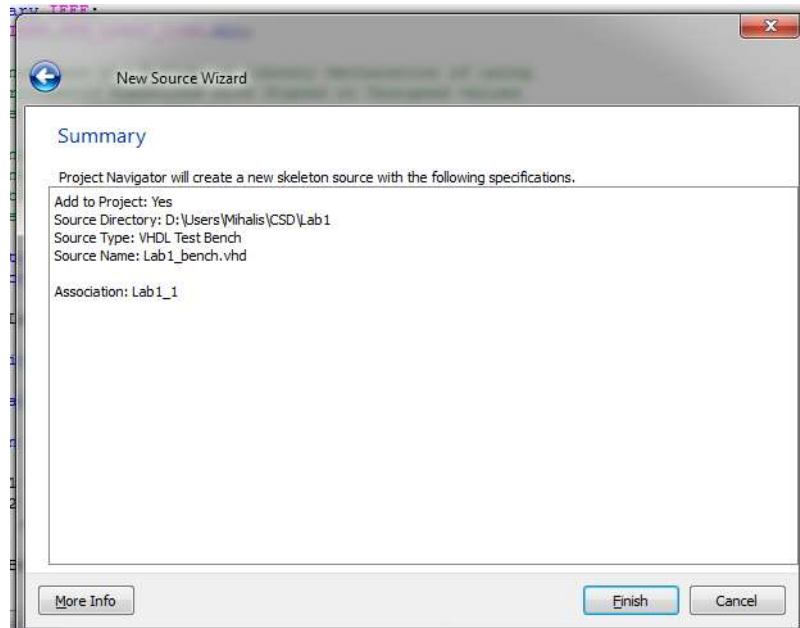 ary IEEE;
New Source Wizard
Summary
Project Navigator will create a new skeleton source with the following specifications.
Add to Project: Yes
Source Directory: D:\Users\Mihalis\CSD\Lab1
Source Type: VHDL Test Bench
Source Name: Lab1_bench.vhd
Association: Lab1_1
More Info
Finish
Cancel